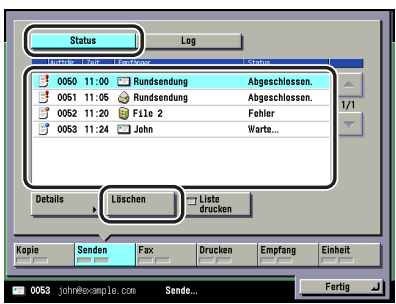 Status Log
AuftrNr. Zeit Empfänger Status
0050 11:00 Rundsendung Abgeschlossen.
0051 11:05 Rundsendung Abgeschlossen.
0052 11:20 File 2 Fehler
0053 11:24 John Warte...
1/1
Details Löschen Liste
drucken
Kopie Senden Fax Drucken Empfang Einheit
0053 john@example.com Sende... Fertig